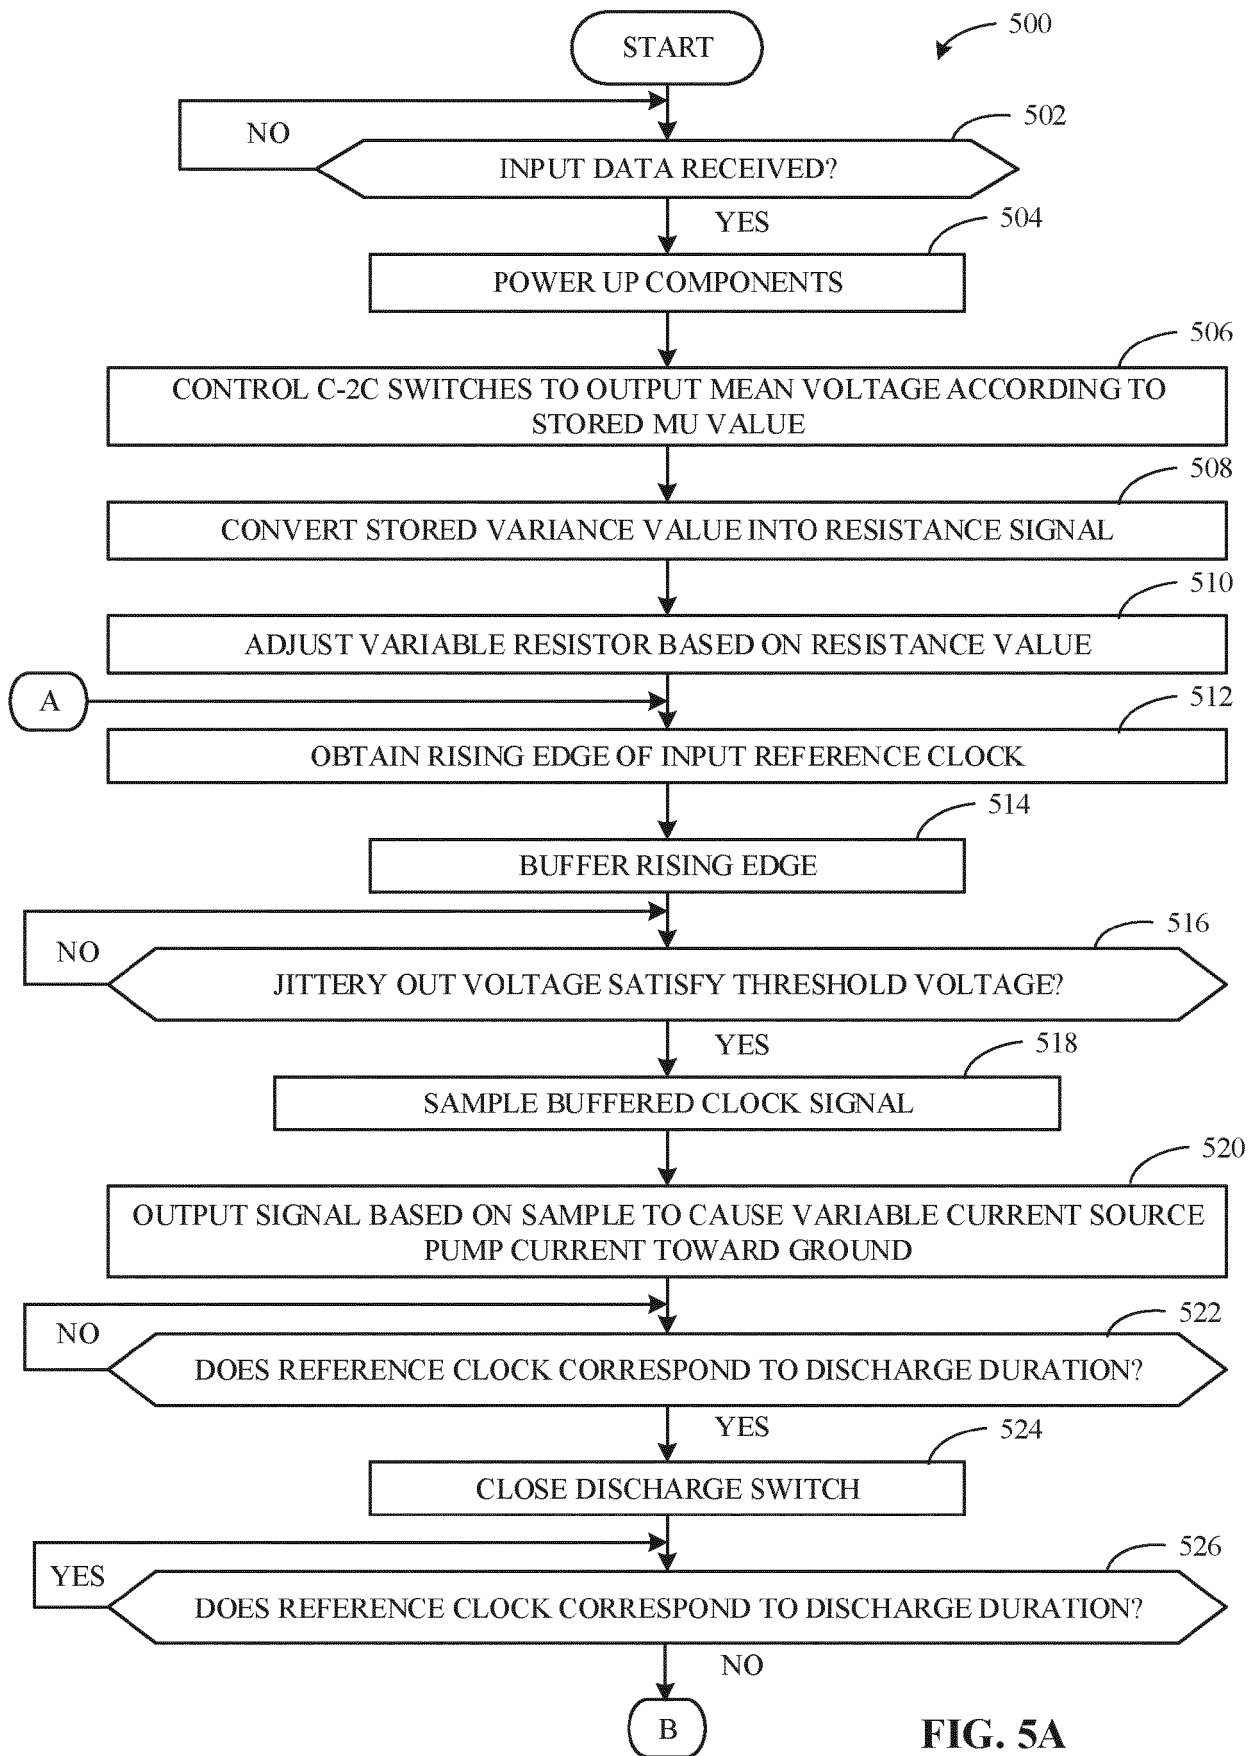 START
500
NO
502
INPUT DATA RECEIVED?
YES
504
POWER UP COMPONENTS
506
CONTROL C-2C SWITCHES TO OUTPUT MEAN VOLTAGE ACCORDING TO
STORED MU VALUE
508
CONVERT STORED VARIANCE VALUE INTO RESISTANCE SIGNAL
510
ADJUST VARIABLE RESISTOR BASED ON RESISTANCE VALUE
A
512
OBTAIN RISING EDGE OF INPUT REFERENCE CLOCK
514
BUFFER RISING EDGE
516
NO
JITTERY OUT VOLTAGE SATISFY THRESHOLD VOLTAGE?
YES
518
SAMPLE BUFFERED CLOCK SIGNAL
520
OUTPUT SIGNAL BASED ON SAMPLE TO CAUSE VARIABLE CURRENT SOURCE
PUMP CURRENT TOWARD GROUND
522
NO
DOES REFERENCE CLOCK CORRESPOND TO DISCHARGE DURATION?
YES
524
CLOSE DISCHARGE SWITCH
526
YES
DOES REFERENCE CLOCK CORRESPOND TO DISCHARGE DURATION?
NO
B
FIG. 5A